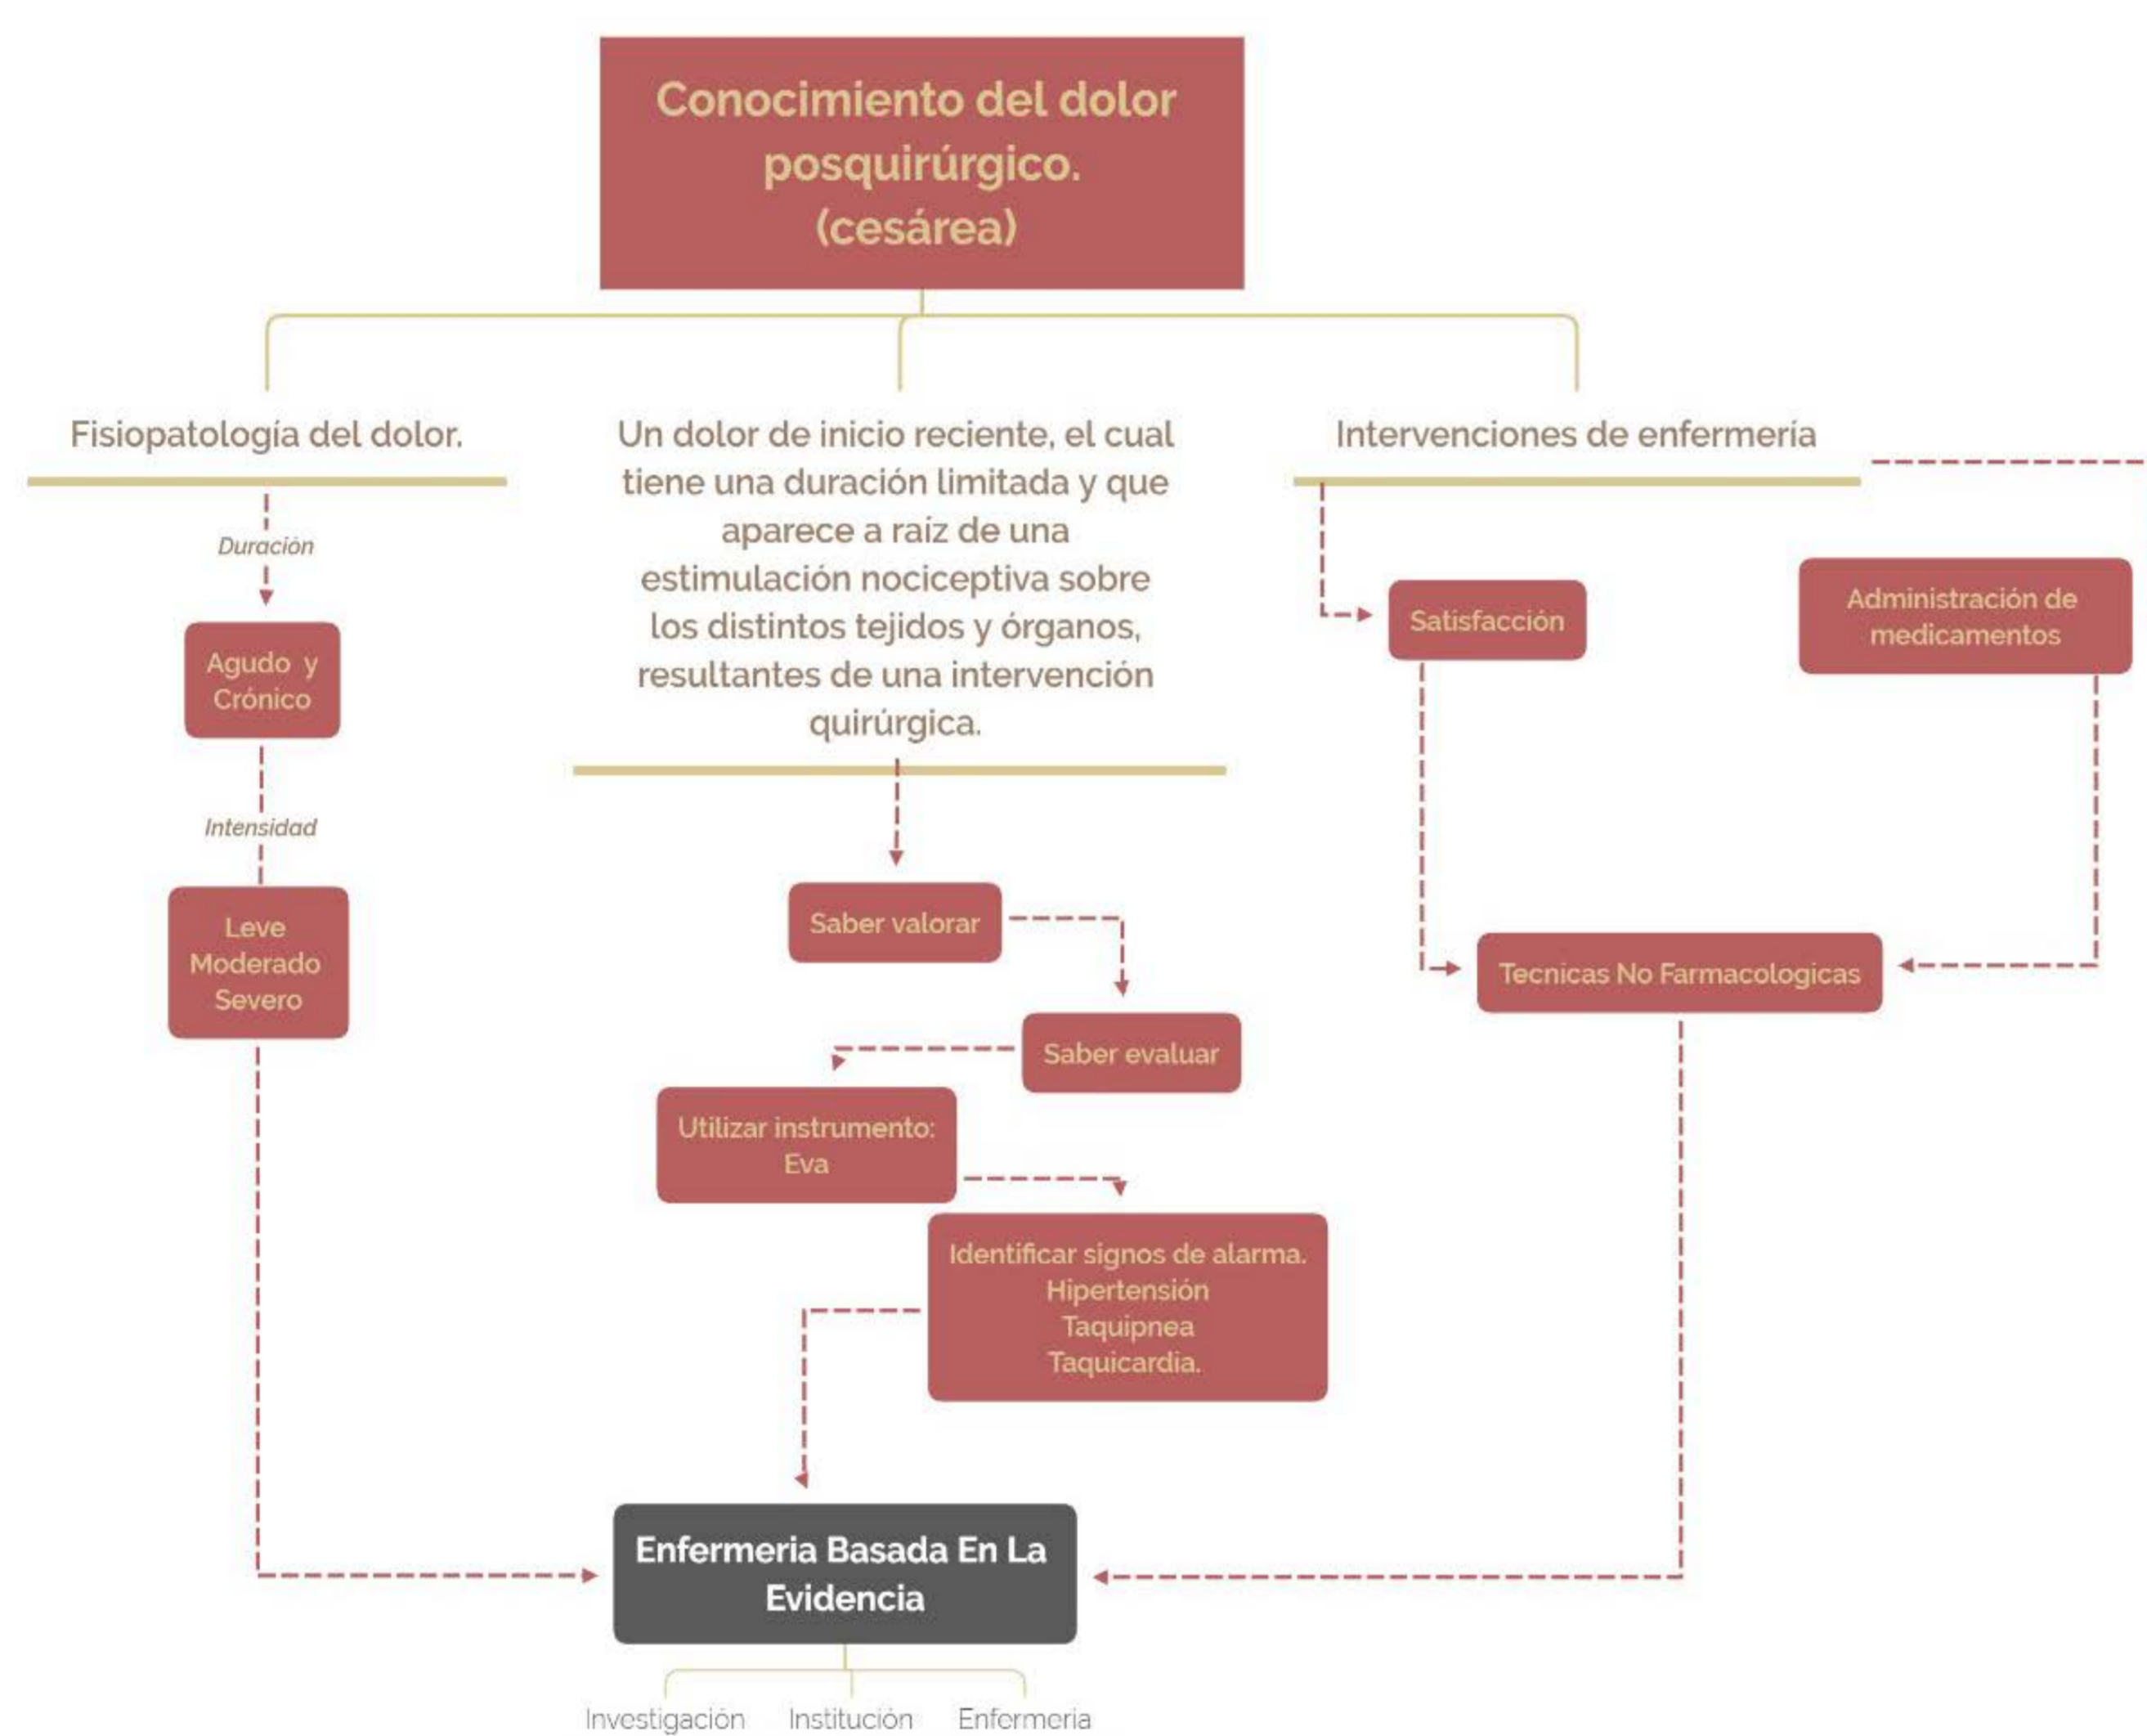 Conocimiento del dolor
posquirúrgico.
(cesárea)
Fisiopatología del dolor.
Duración
Agudo y
Crónico
Intensidad
Leve
Moderado
Severo
Un dolor de inicio reciente, el cual
tiene una duración limitada y que
aparece a raíz de una
estimulación nociceptiva sobre
los distintos tejidos y órganos,
resultantes de una intervención
quirúrgica.
Saber valorar
Saber evaluar
Utilizar instrumento:
Eva
Identificar signos de alarma.
Hipertensión
Taquipnea
Taquicardia.
Intervenciones de enfermería
Satisfacción
Administración de
medicamentos
Tecnicas No Farmacologicas
Enfermeria Basada En La
Evidencia
Investigación
Institución
Enfermeria